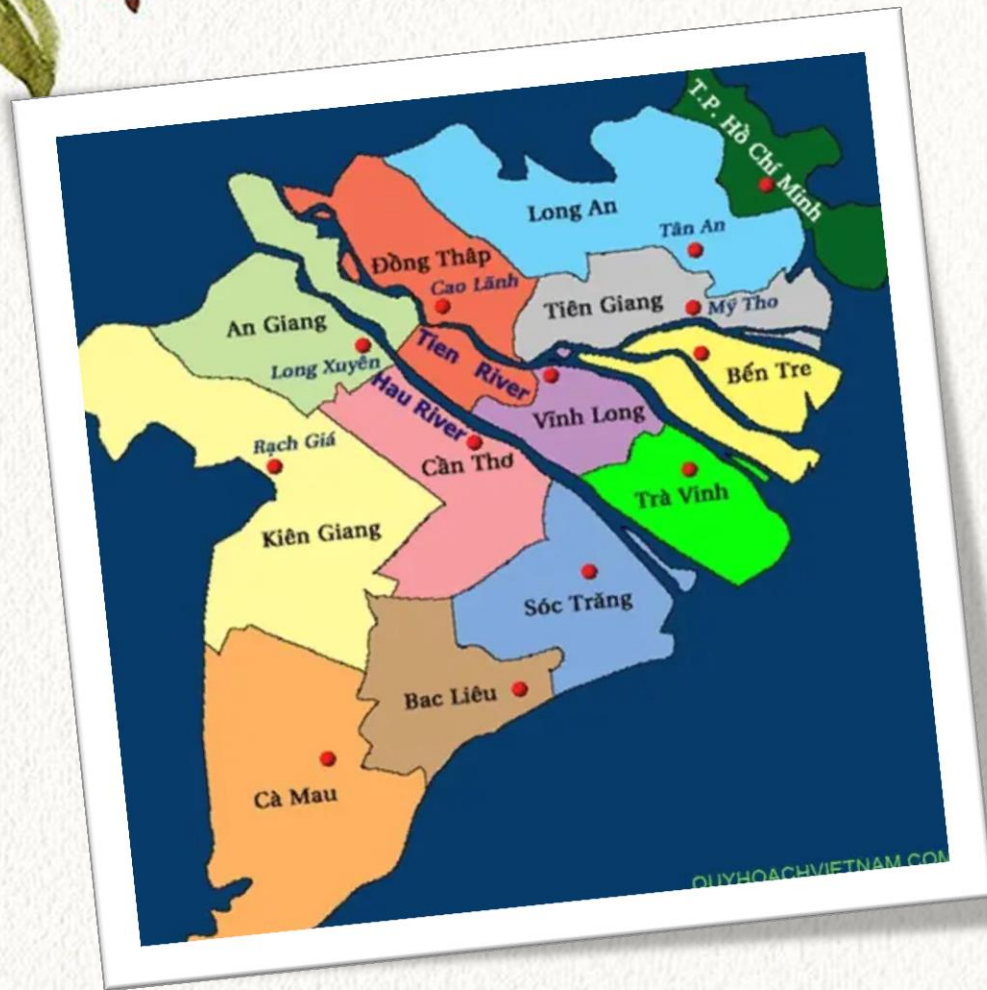 T.P. Hồ Chí Minh
Long An
Tân An
Đồng Thâp
Cao Lãnh
Tiên Giang
Mỹ Tho
An Giang
Long Xuyên
Tien River
Bến Tre
Hau River
Vĩnh Long
Rạch Giá
Cần Thơ
Trà Vinh
Kiên Giang
Sóc Trăng
Bac Liêu
Cà Mau
QUYHOACHVIETNAM.COM